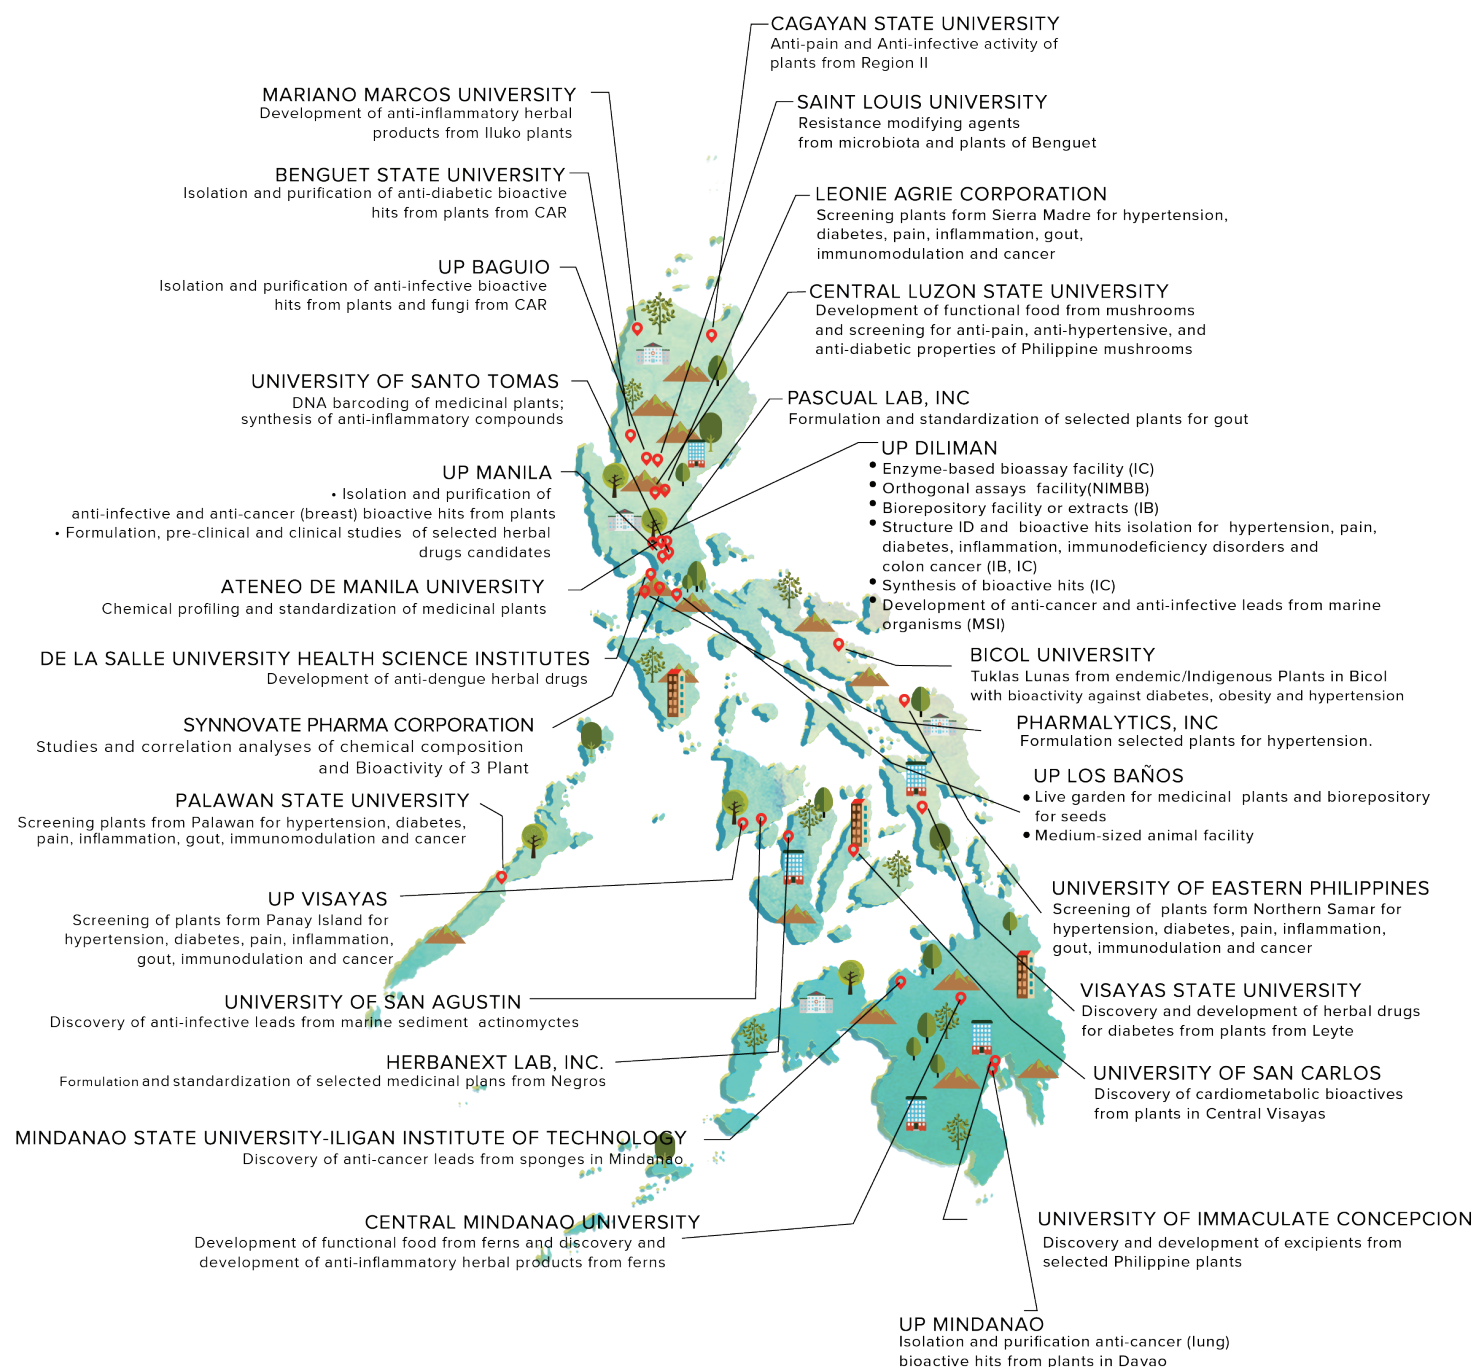 CAGAYAN STATE UNIVERSITY
Anti-pain and Anti-infective activity of
plants from Region II
MARIANO MARCOS UNIVERSITY
Development of anti-inflammatory herbal
products from Iluko plants
SAINT LOUIS UNIVERSITY
Resistance modifying agents
from microbiota and plants of Benguet
BENGUET STATE UNIVERSITY
Isolation and purification of anti-diabetic bioactive
hits from plants from CAR
LEONIE AGRIE CORPORATION
Screening plants form Sierra Madre for hypertension,
diabetes, pain, inflammation, gout,
immunomodulation and cancer
UP BAGUIO
Isolation and purification of anti-infective bioactive
hits from plants and fungi from CAR
CENTRAL LUZON STATE UNIVERSITY
Development of functional food from mushrooms
and screening for anti-pain, anti-hypertensive, and
anti-diabetic properties of Philippine mushrooms
UNIVERSITY OF SANTO TOMAS
DNA barcoding of medicinal plants;
synthesis of anti-inflammatory compounds
PASCUAL LAB, INC
Formulation and standardization of selected plants for gout
UP DILIMAN
• Enzyme-based bioassay facility (IC)
• Orthogonal assays facility(NIMBB)
• Biorepository facility or extracts (IB)
• Structure ID and bioactive hits isolation for hypertension, pain,
diabetes, inflammation, immunodeficiency disorders and
colon cancer (IB, IC)
• Synthesis of bioactive hits (IC)
• Development of anti-cancer and anti-infective leads from marine
organisms (MSI)
UP MANILA
• Isolation and purification of
anti-infective and anti-cancer (breast) bioactive hits from plants
• Formulation, pre-clinical and clinical studies of selected herbal
drugs candidates
ATENEO DE MANILA UNIVERSITY
Chemical profiling and standardization of medicinal plants
DE LA SALLE UNIVERSITY HEALTH SCIENCE INSTITUTES
Development of anti-dengue herbal drugs
BICOL UNIVERSITY
Tuklas Lunas from endemic/Indigenous Plants in Bicol
with bioactivity against diabetes, obesity and hypertension
SYNNOVATE PHARMA CORPORATION
Studies and correlation analyses of chemical composition
and Bioactivity of 3 Plant
PHARMALYTICS, INC
Formulation selected plants for hypertension.
UP LOS BAÑOS
• Live garden for medicinal plants and biorepository
for seeds
• Medium-sized animal facility
PALAWAN STATE UNIVERSITY
Screening plants from Palawan for hypertension, diabetes,
pain, inflammation, gout, immunomodulation and cancer
UP VISAYAS
Screening of plants form Panay Island for
hypertension, diabetes, pain, inflammation,
gout, immunodulation and cancer
UNIVERSITY OF EASTERN PHILIPPINES
Screening of plants form Northern Samar for
hypertension, diabetes, pain, inflammation,
gout, immunodulation and cancer
UNIVERSITY OF SAN AGUSTIN
Discovery of anti-infective leads from marine sediment actinomyctes
VISAYAS STATE UNIVERSITY
Discovery and development of herbal drugs
for diabetes from plants from Leyte
HERBANEXT LAB, INC.
Formulation and standardization of selected medicinal plans from Negros
UNIVERSITY OF SAN CARLOS
Discovery of cardiometabolic bioactives
from plants in Central Visayas
MINDANAO STATE UNIVERSITY-ILIGAN INSTITUTE OF TECHNOLOGY
Discovery of anti-cancer leads from sponges in Mindanao
CENTRAL MINDANAO UNIVERSITY
Development of functional food from ferns and discovery and
development of anti-inflammatory herbal products from ferns
UNIVERSITY OF IMMACULATE CONCEPCION
Discovery and development of excipients from
selected Philippine plants
UP MINDANAO
Isolation and purification anti-cancer (lung)
bioactive hits from plants in Davao